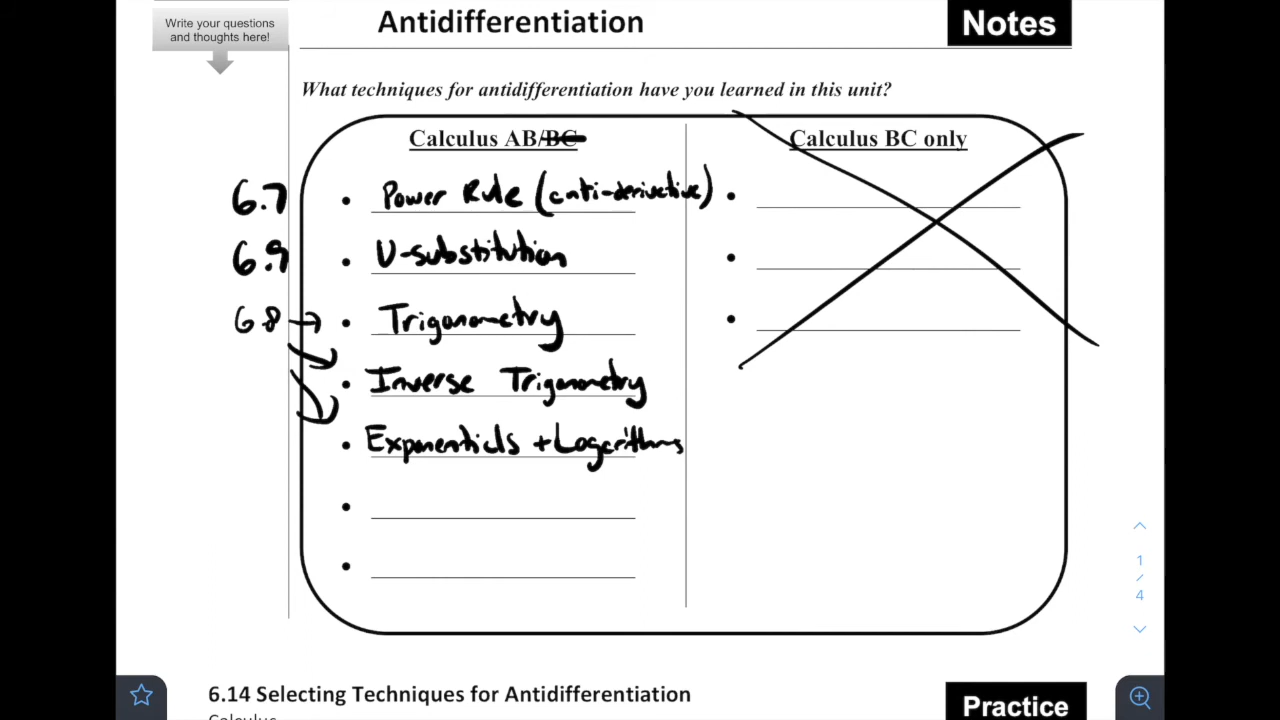 Write your questions
and thoughts here!
Antidifferentiation
Notes
What techniques for antidifferentiation have you learned in this unit?
Calculus AB/BC
Calculus BC only
6.7 • Power Rule (anti-derivative)
6.9 • U-substitution
6.8 → • Trigonometry
• Inverse Trigonometry
• Exponentials + Logarithms
1
/
4
6.14 Selecting Techniques for Antidifferentiation
Calculus
Practice